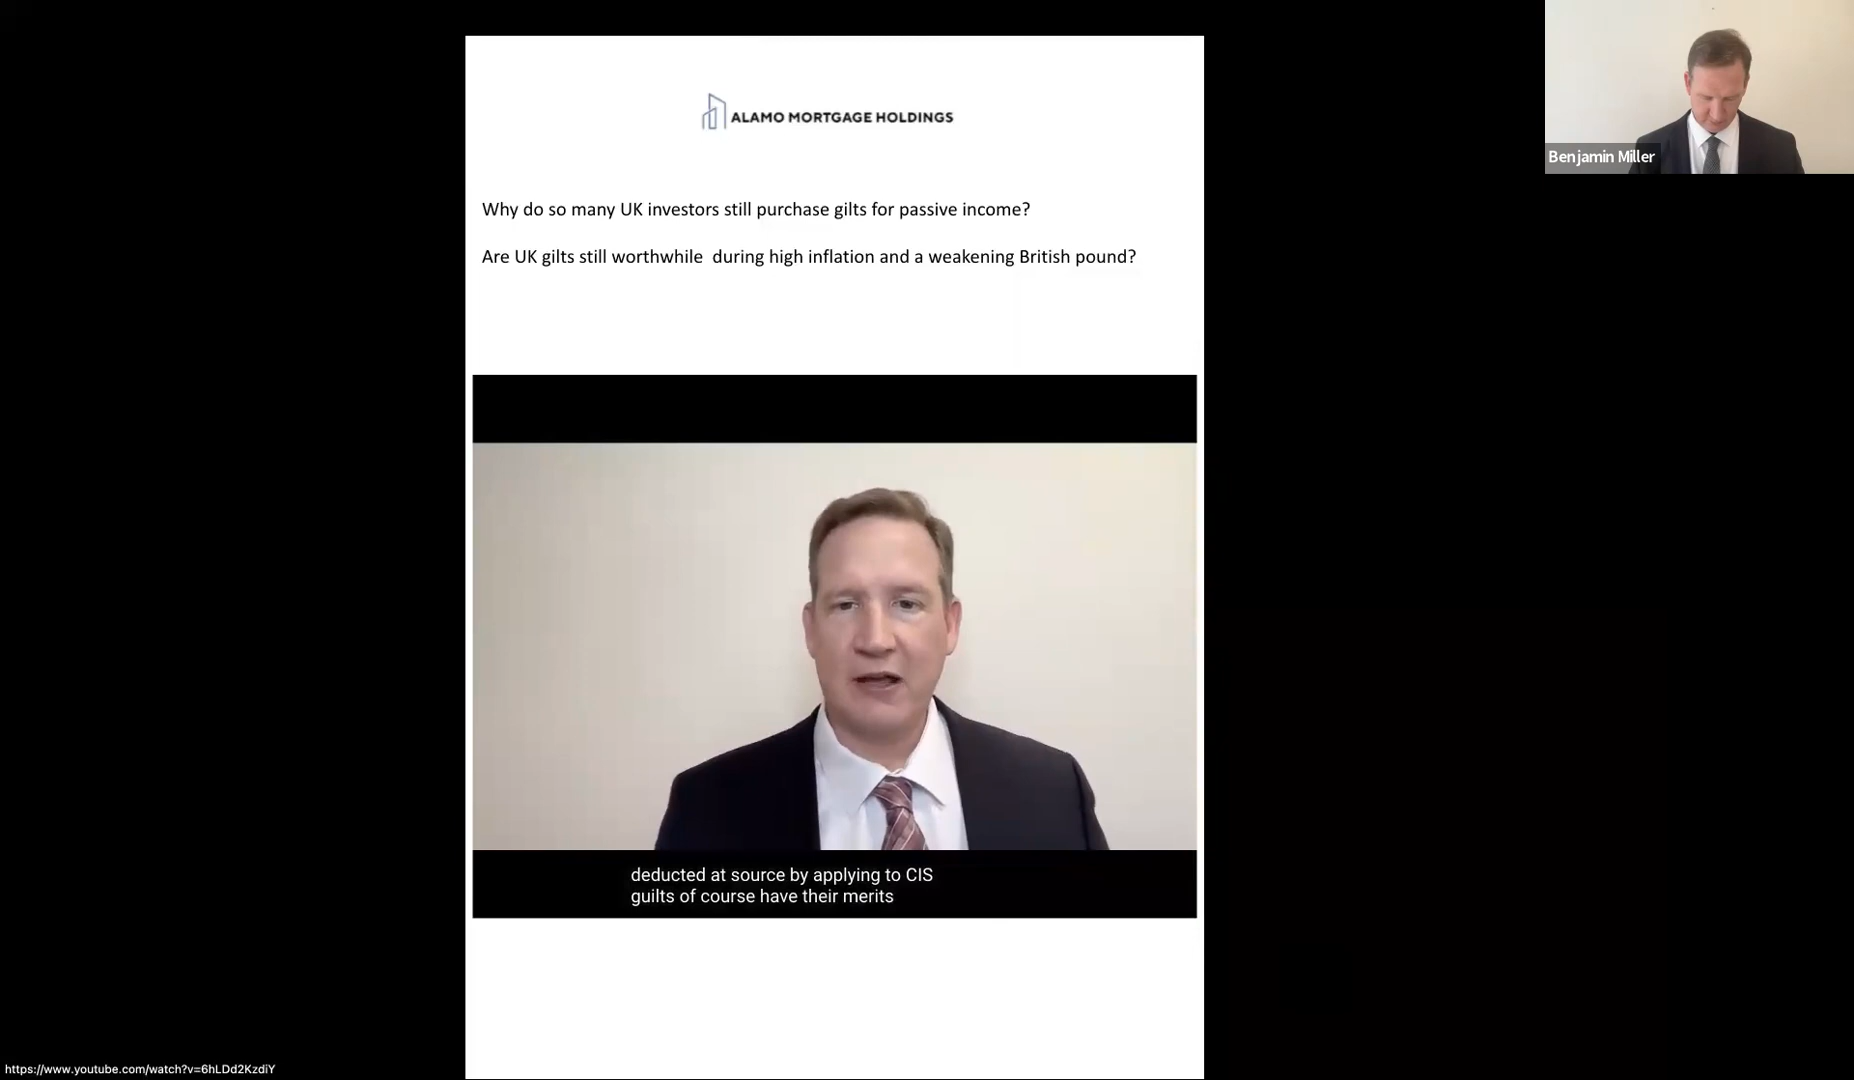 ALAMO MORTGAGE HOLDINGS
Benjamin Miller
Why do so many UK investors still purchase gilts for passive income?
Are UK gilts still worthwhile  during high inflation and a weakening British pound?
deducted at source by applying to CIS
guilts of course have their merits
https://www.youtube.com/watch?v=6hLDd2KzdiY